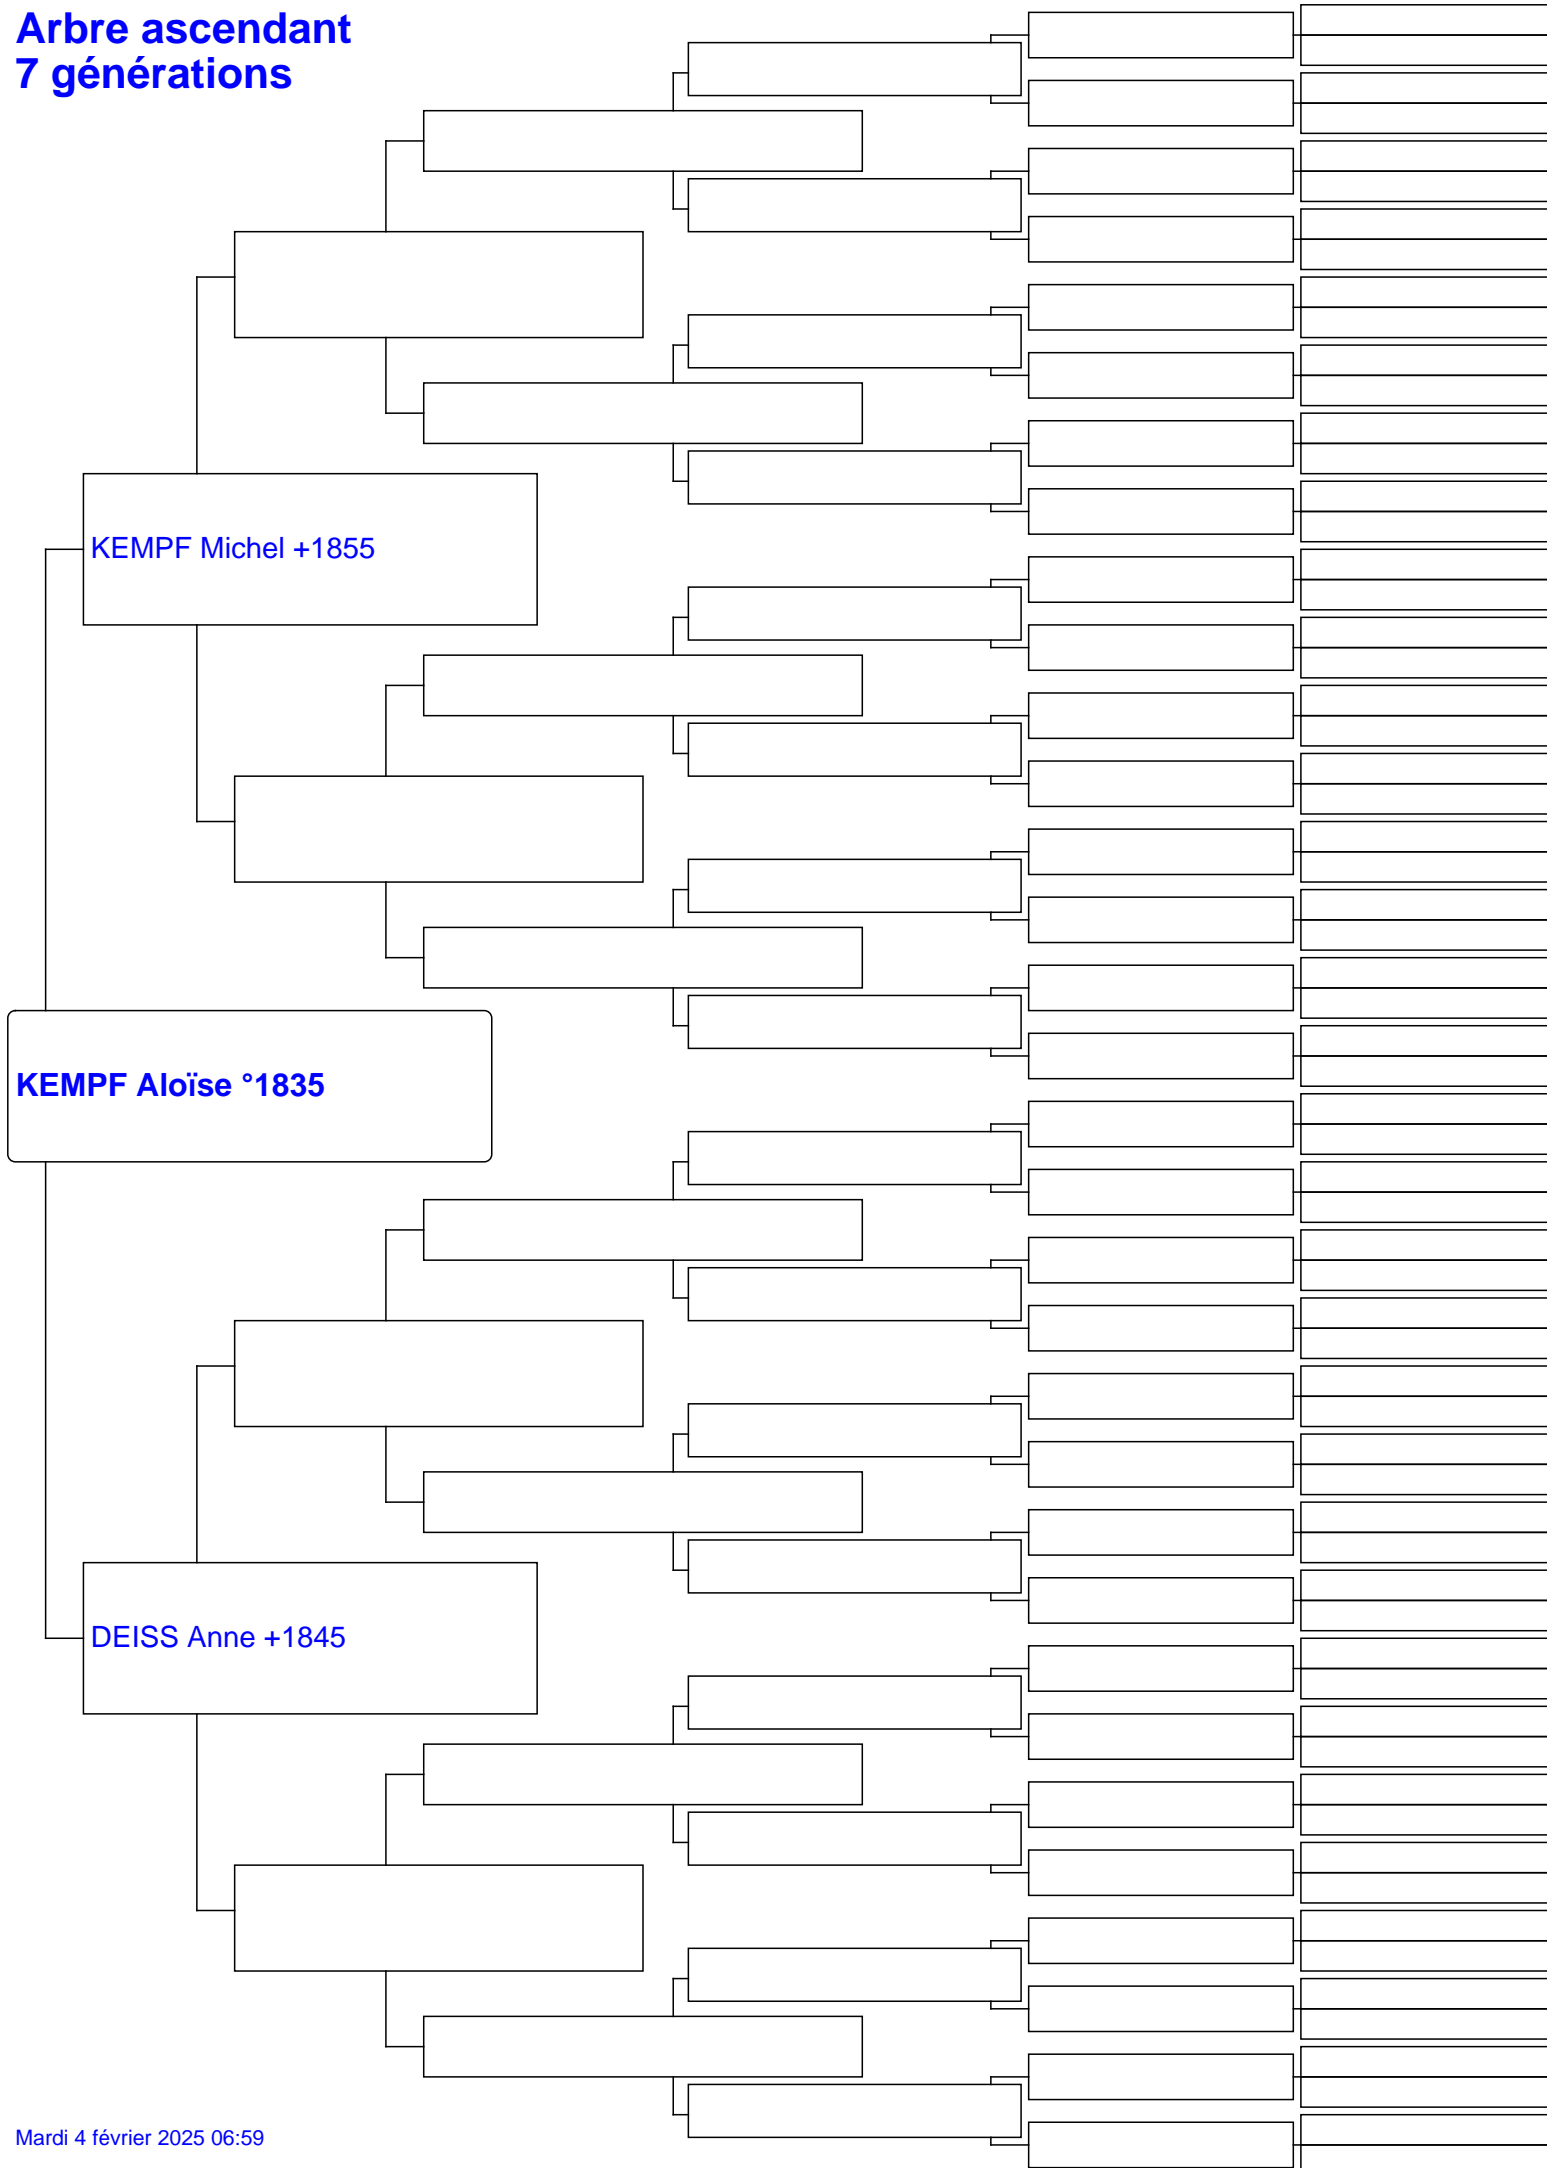 Arbre ascendant
7 générations
KEMPF Michel +1855
KEMPF Aloïse °1835
DEISS Anne +1845
Mardi 4 février 2025 06:59